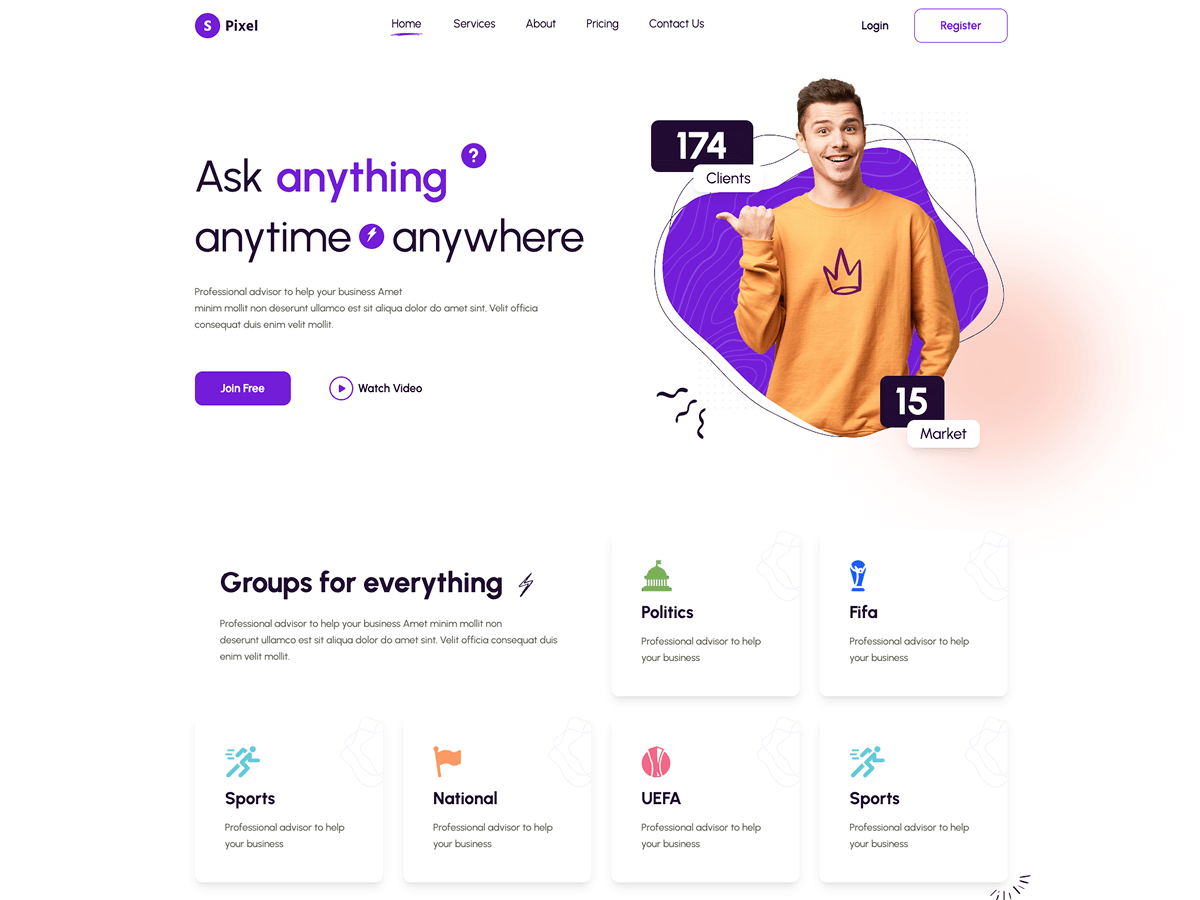 S Pixel
Home Services About Pricing Contact Us
Login Register
Ask anything ?
anytime anywhere
Professional advisor to help your business Amet
minim mollit non deserunt ullamco est sit aliqua dolor do amet sint. Velit officia
consequat duis enim velit mollit.
Join Free
Watch Video
174
Clients
15
Market
Groups for everything
Professional advisor to help your business Amet minim mollit non
deserunt ullamco est sit aliqua dolor do amet sint. Velit officia consequat duis
enim velit mollit.
Politics
Professional advisor to help
your business
Fifa
Professional advisor to help
your business
Sports
Professional advisor to help
your business
National
Professional advisor to help
your business
UEFA
Professional advisor to help
your business
Sports
Professional advisor to help
your business